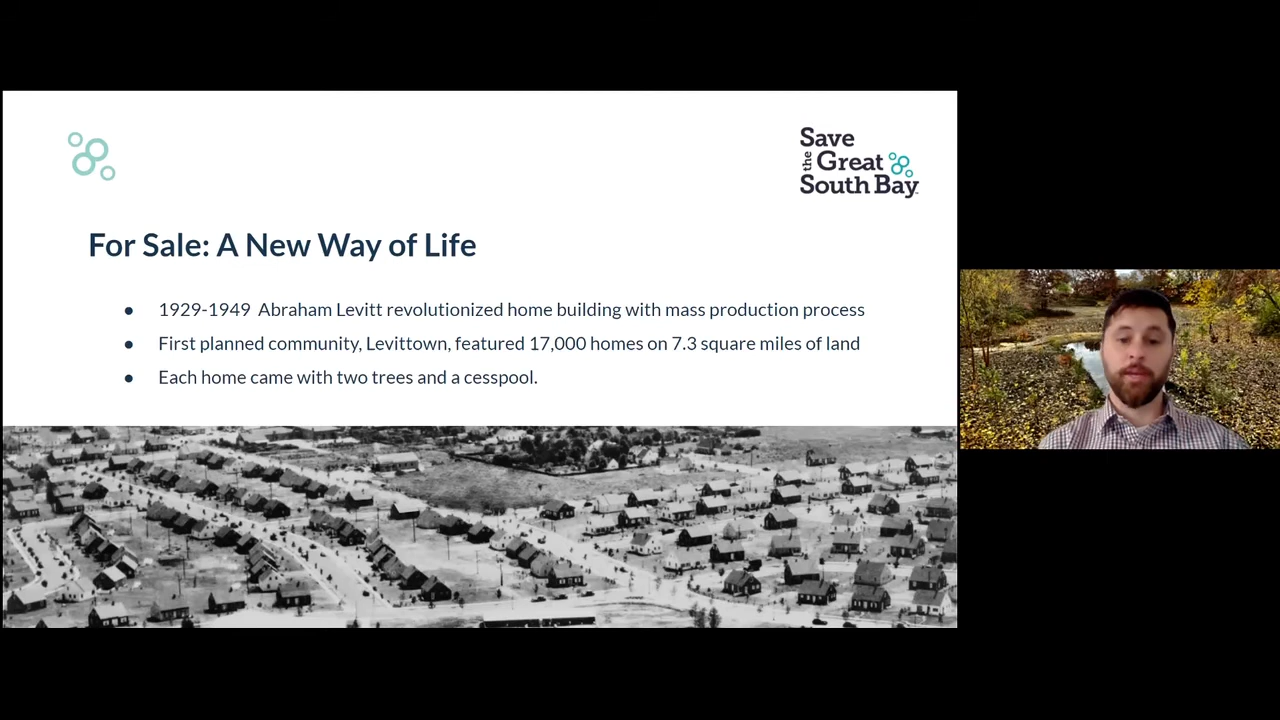 Save
the Great
South Bay
For Sale: A New Way of Life
● 1929-1949 Abraham Levitt revolutionized home building with mass production process
● First planned community, Levittown, featured 17,000 homes on 7.3 square miles of land
● Each home came with two trees and a cesspool.